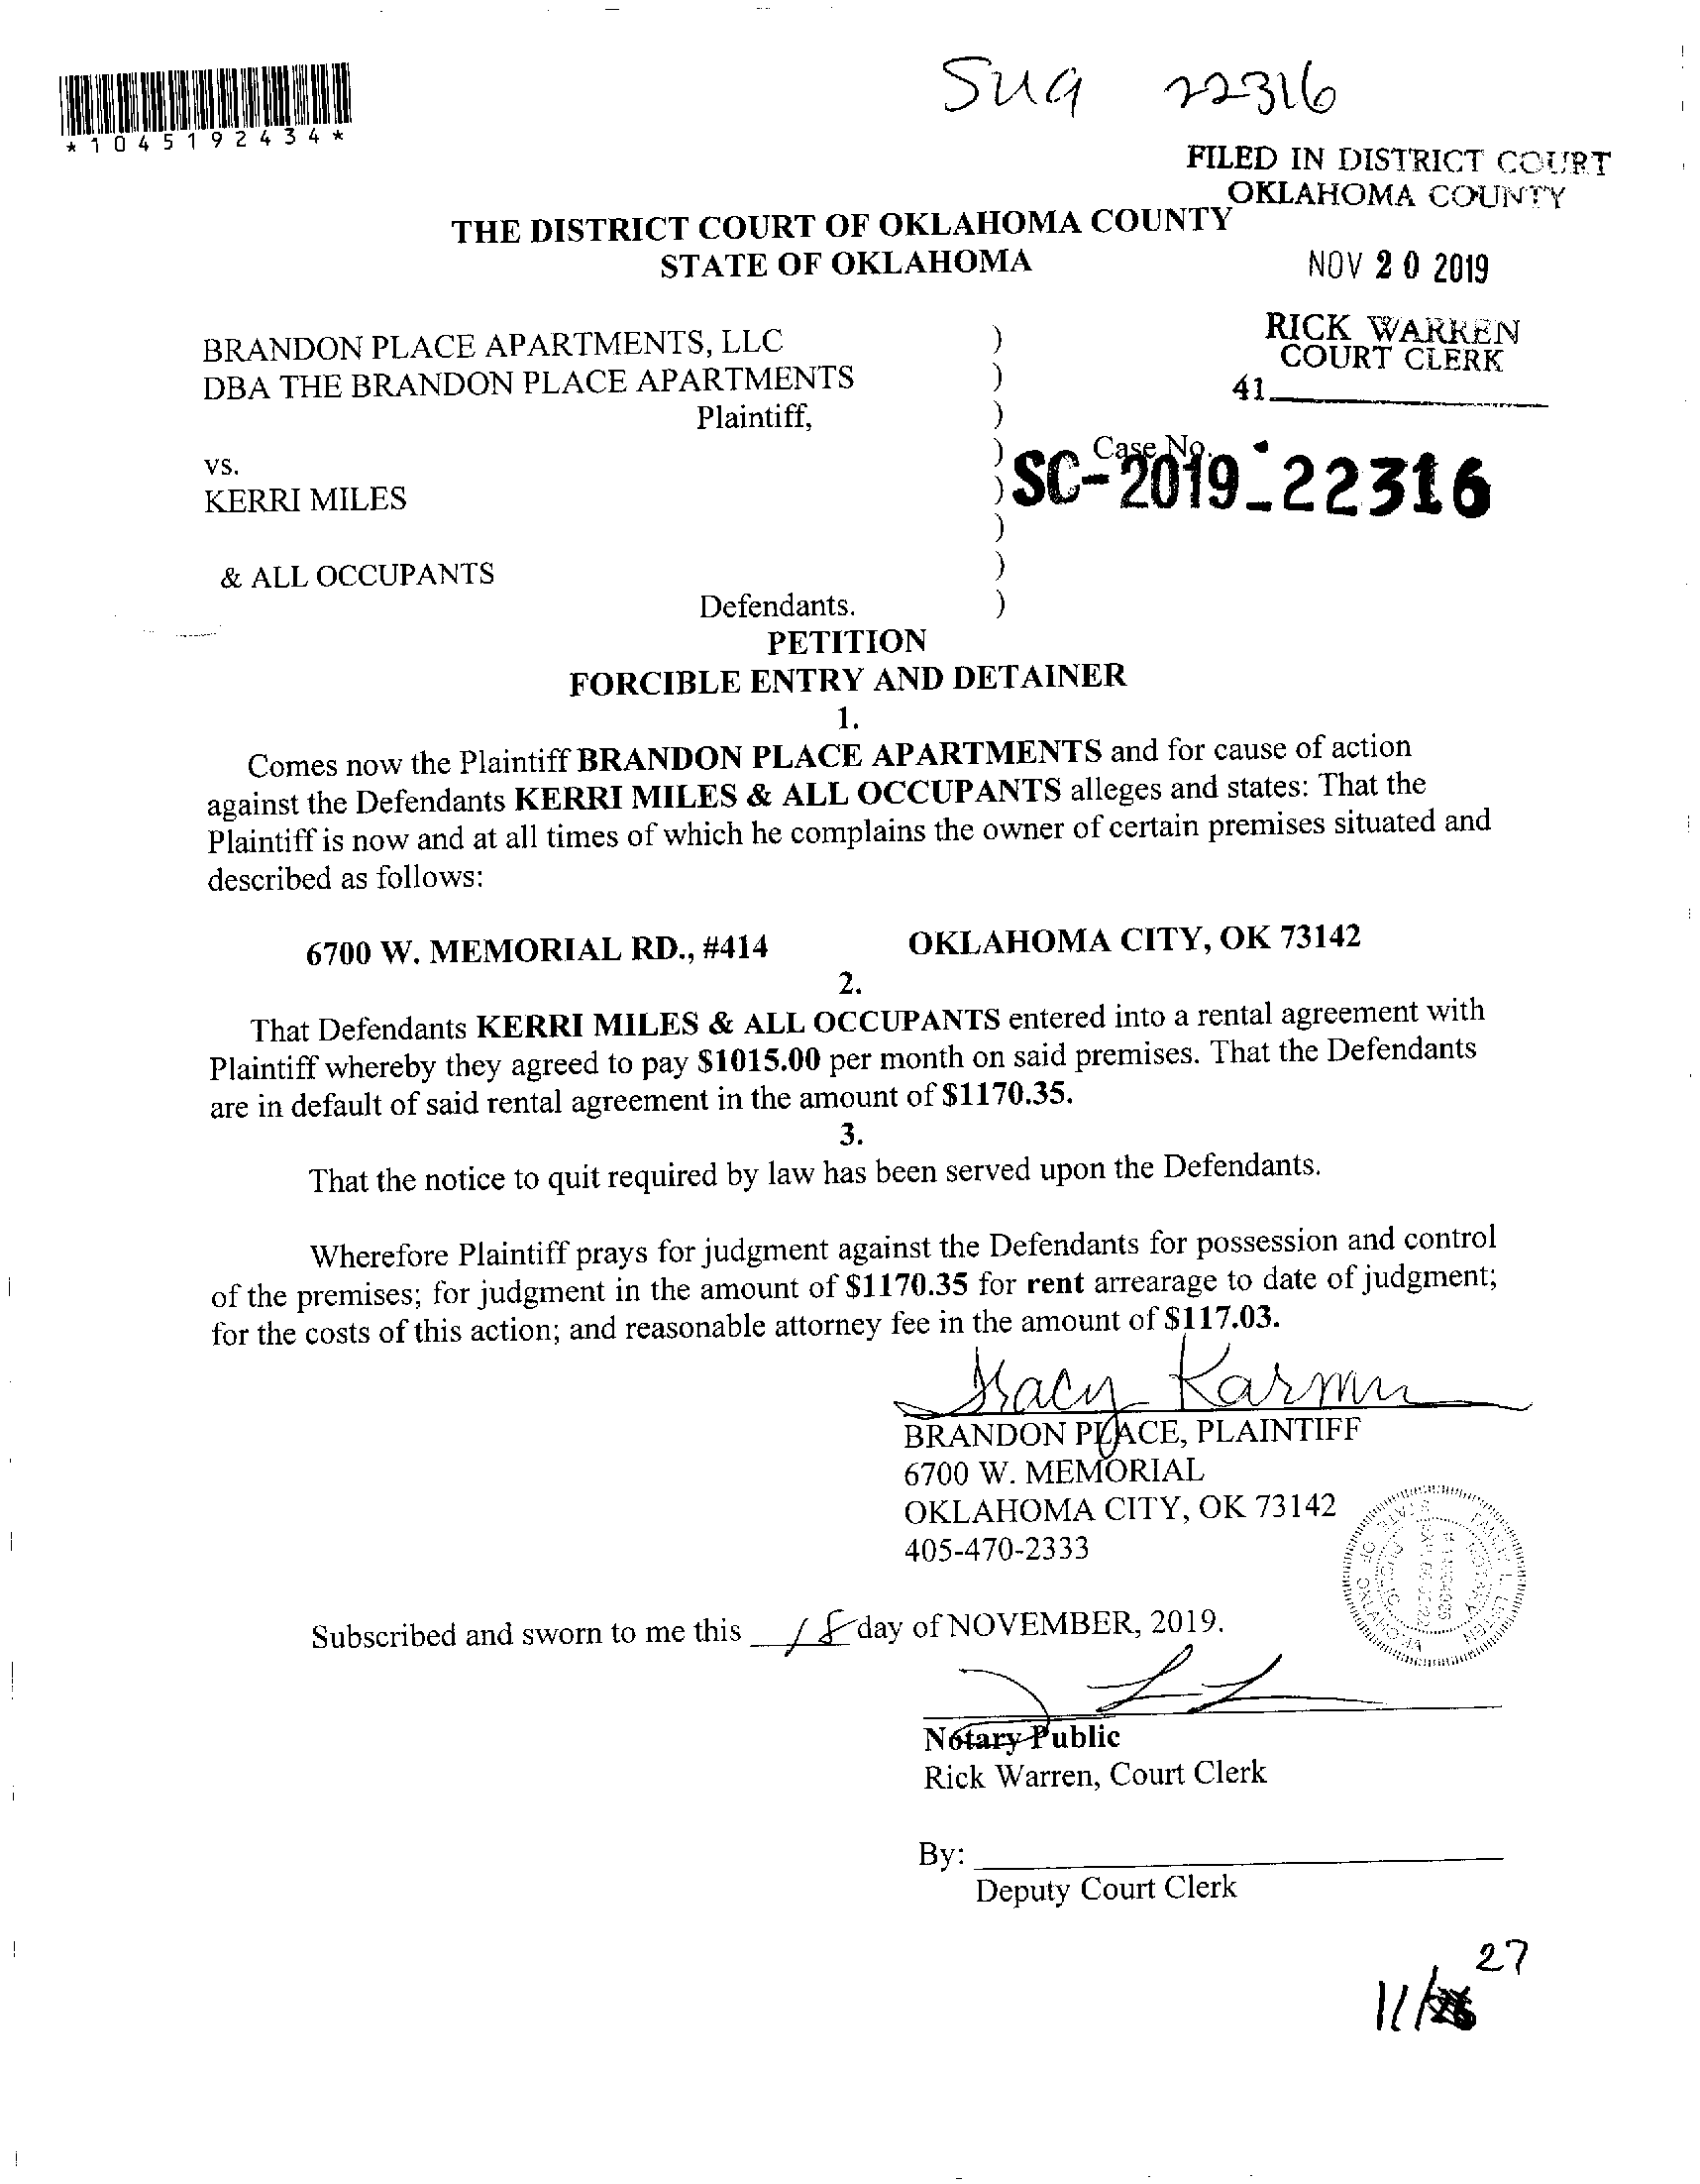 *1045192434*
22316
FILED IN DISTRICT COURT
OKLAHOMA COUNTY
THE DISTRICT COURT OF OKLAHOMA COUNTY
STATE OF OKLAHOMA
NOV 20 2019
RICK WARREN
COURT CLERK
41
BRANDON PLACE APARTMENTS, LLC )
DBA THE BRANDON PLACE APARTMENTS )
Plaintiff, )
) Case No.
vs.
KERRI MILES ) SC-2019-22316
)
& ALL OCCUPANTS )
Defendants. )
PETITION
FORCIBLE ENTRY AND DETAINER
1.
Comes now the Plaintiff BRANDON PLACE APARTMENTS and for cause of action
against the Defendants KERRI MILES & ALL OCCUPANTS alleges and states: That the
Plaintiff is now and at all times of which he complains the owner of certain premises situated and
described as follows:
6700 W. MEMORIAL RD., #414 OKLAHOMA CITY, OK 73142
2.
That Defendants KERRI MILES & ALL OCCUPANTS entered into a rental agreement with
Plaintiff whereby they agreed to pay $1015.00 per month on said premises. That the Defendants
are in default of said rental agreement in the amount of $1170.35.
3.
That the notice to quit required by law has been served upon the Defendants.
Wherefore Plaintiff prays for judgment against the Defendants for possession and control
of the premises; for judgment in the amount of $1170.35 for rent arrearage to date of judgment;
for the costs of this action; and reasonable attorney fee in the amount of $117.03.
Tracy
BRANDON PLACE, PLAINTIFF
6700 W. MEMORIAL
OKLAHOMA CITY, OK 73142
405-470-2333
Subscribed and sworn to me this 18 day of NOVEMBER, 2019.
Notary Public
Rick Warren, Court Clerk
By:
Deputy Court Clerk
27
11/